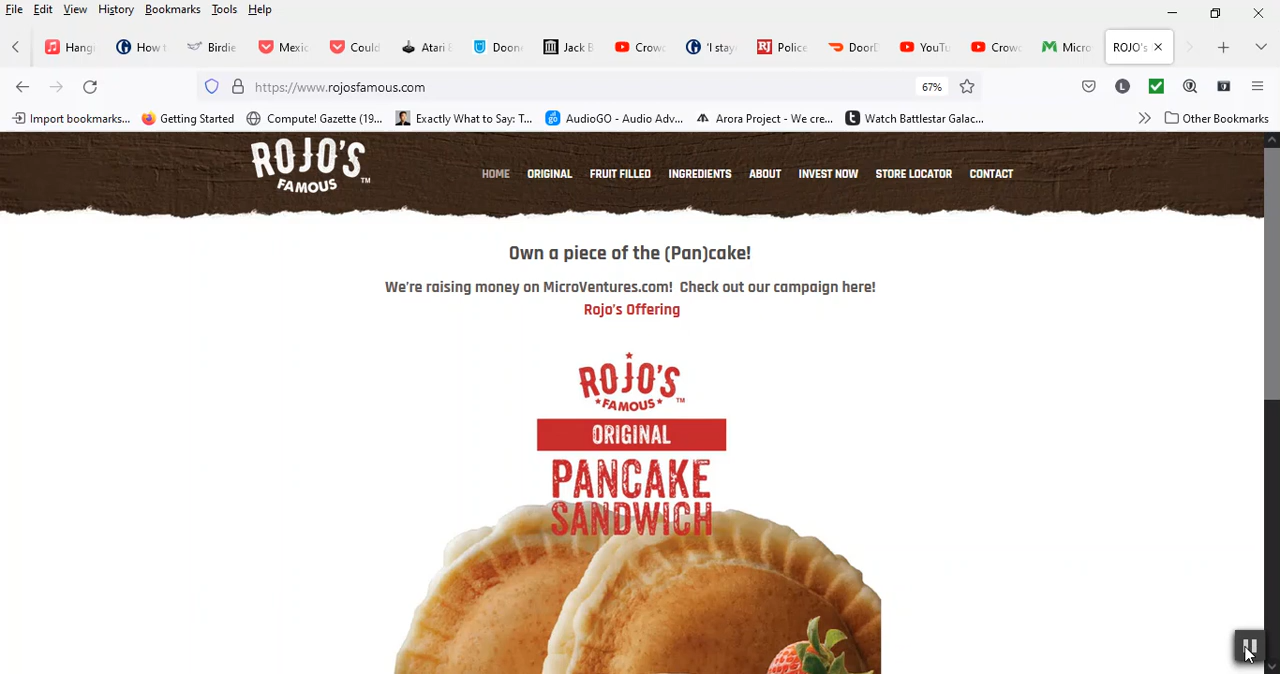 File Edit View History Bookmarks Tools Help
Hang How t Birdie Mexic Could Atari 8 Doon Jack B Crow 'I stay Police DoorD YouTu Crow Micro ROJO's
https://www.rojosfamous.com 67%
Import bookmarks... Getting Started Compute! Gazette (19... Exactly What to Say: T... AudioGO - Audio Adv... Arora Project - We cre... Watch Battlestar Galac... Other Bookmarks
ROJO'S
FAMOUS™
HOME ORIGINAL FRUIT FILLED INGREDIENTS ABOUT INVEST NOW STORE LOCATOR CONTACT
Own a piece of the (Pan)cake!
We're raising money on MicroVentures.com! Check out our campaign here!
Rojo's Offering
ROJO'S
FAMOUS™
ORIGINAL
PANCAKE
SANDWICH